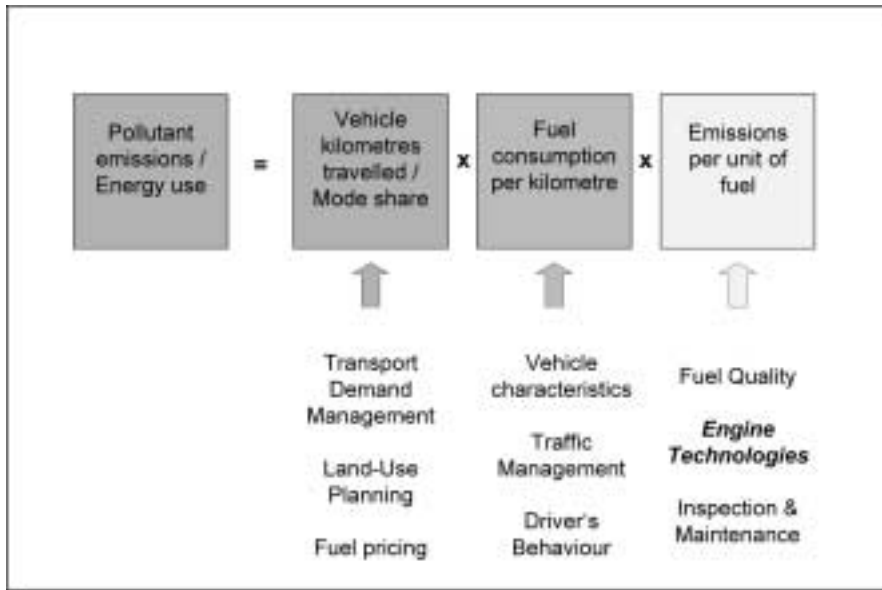 Pollutant
emissions /
Energy use
=
Vehicle
kilometres
travelled /
Mode share
x
Fuel
consumption
per kilometre
x
Emissions
per unit of
fuel
Transport
Demand
Management
Land-Use
Planning
Fuel pricing
Vehicle
characteristics
Traffic
Management
Driver's
Behaviour
Fuel Quality
Engine
Technologies
Inspection &
Maintenance